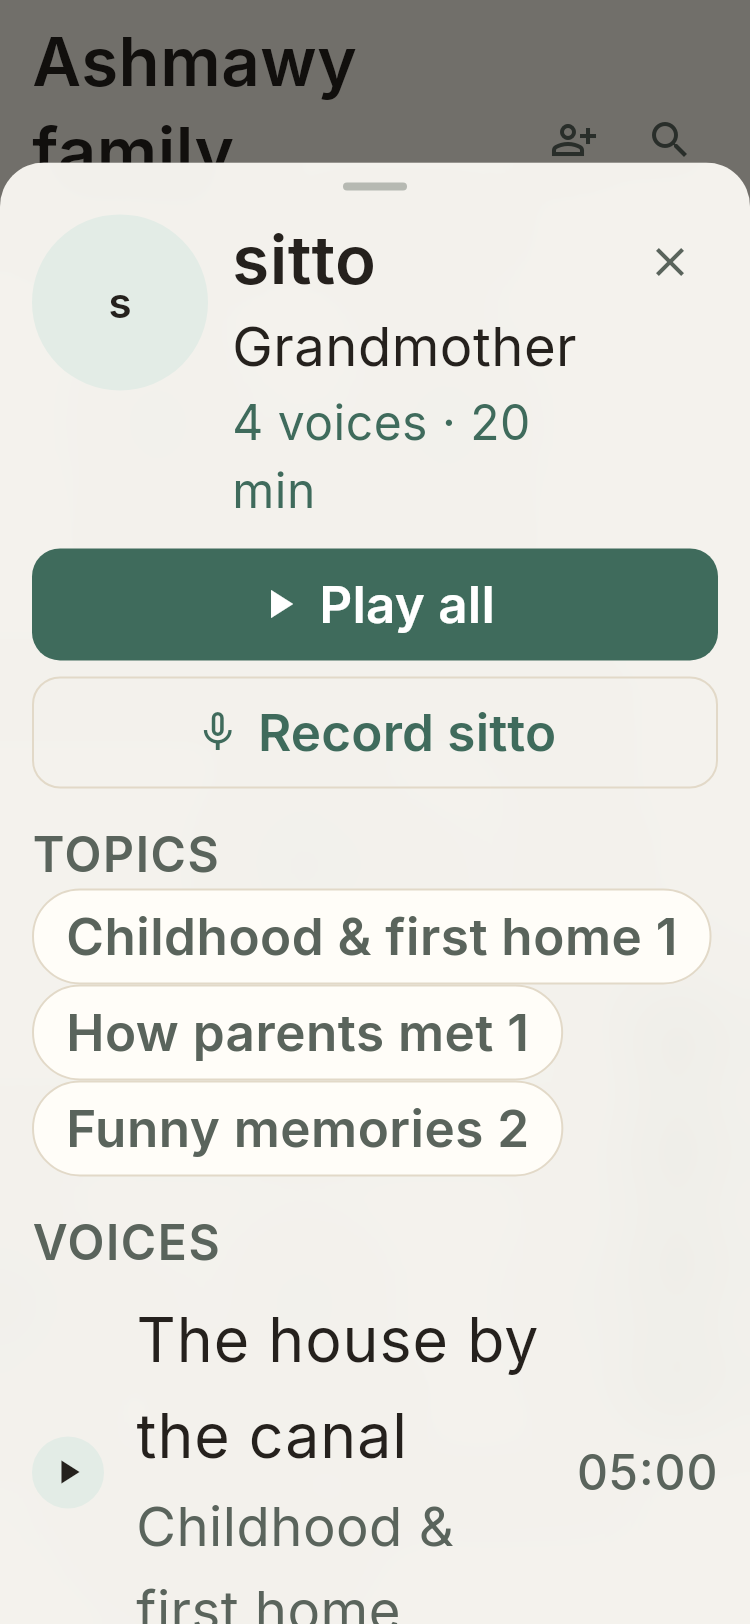 Ashmawy
family
s
sitto
Grandmother
4 voices · 20
min
Play all
Record sitto
TOPICS
Childhood & first home 1
How parents met 1
Funny memories 2
VOICES
The house by
the canal
05:00
Childhood &
first home